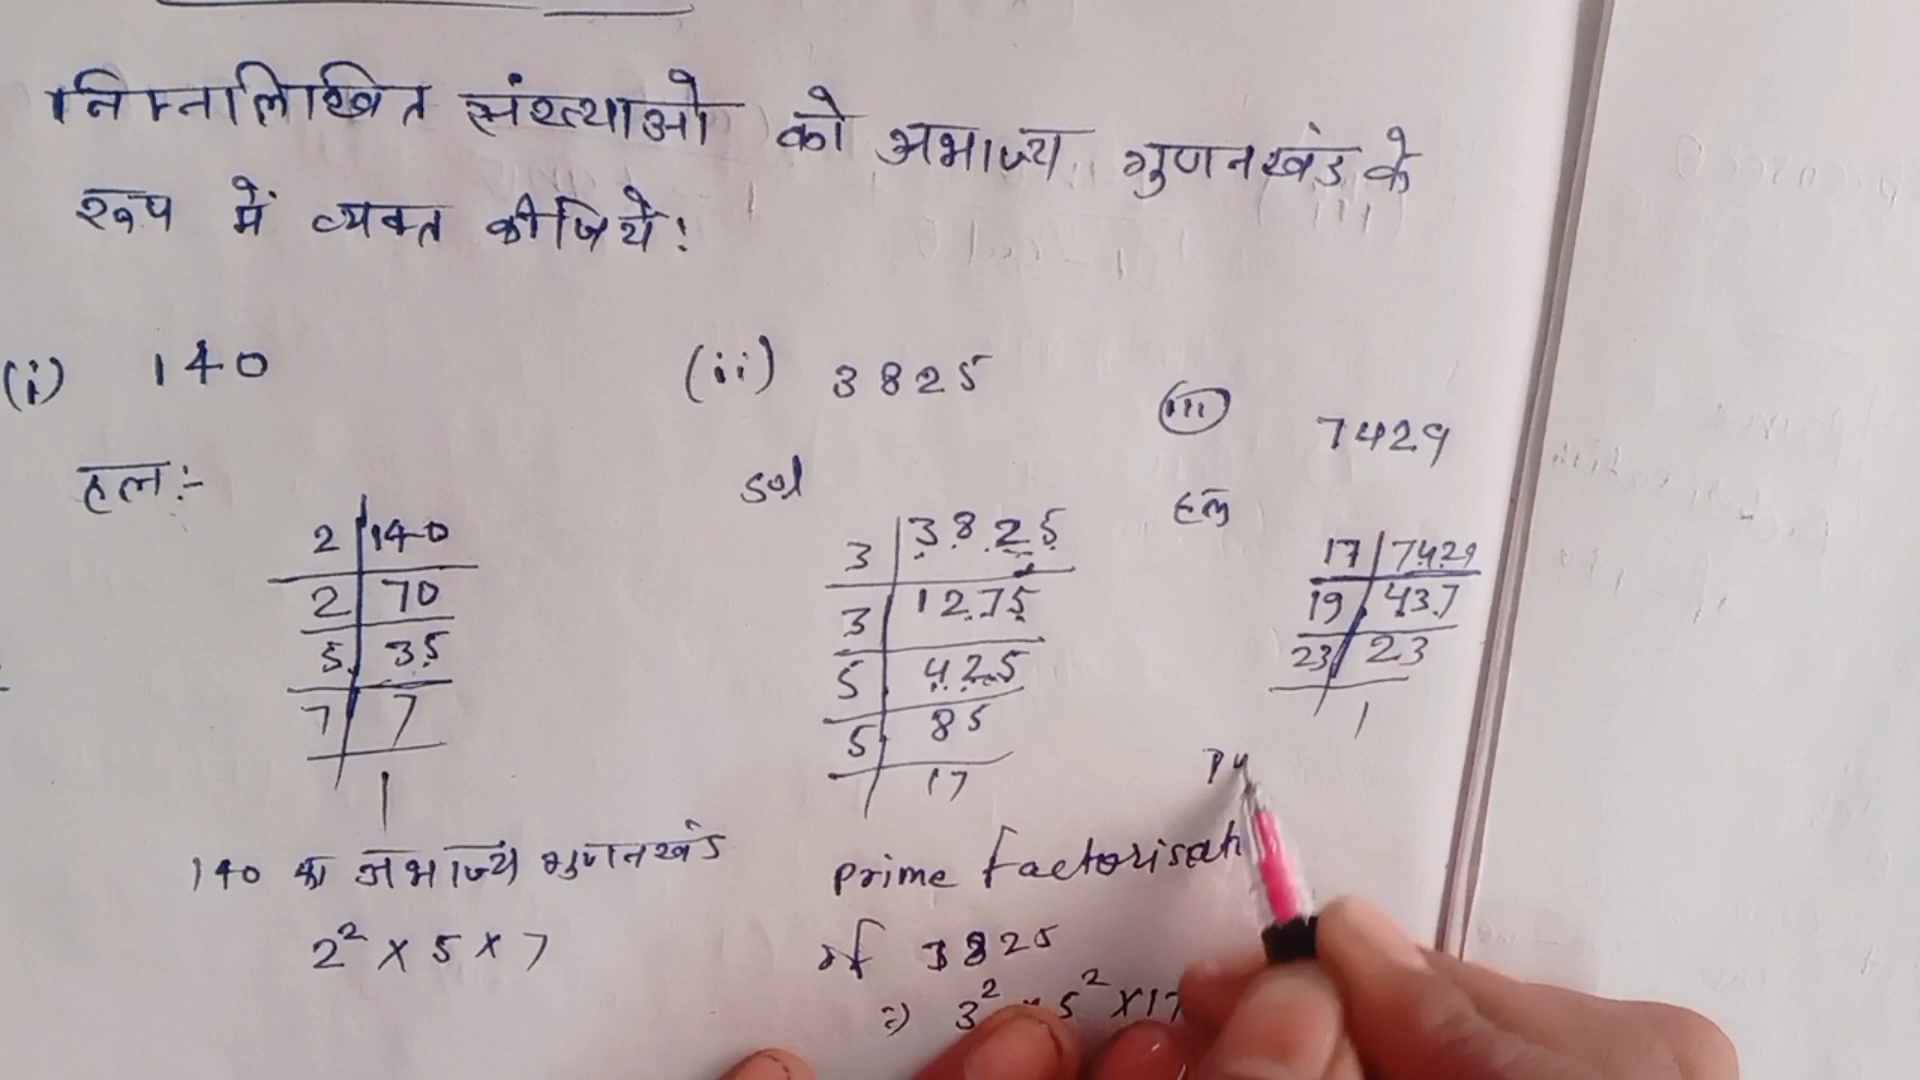 निम्नलिखित संख्याओ को अभाज्य गुणनखंड के
रूप में व्यक्त कीजिये!
(i) 140
हल:-
2 140
2 70
5 35
7 7
1
140 का अभाज्य गुणनखंड
2² × 5 × 7
(ii) 3825
sol
3 3825
3 1275
5 425
5 85
17
prime factorisati
of 3825
=) 3² × 5² × 17
(iii) 7429
हल
17 7429
19 437
23 23
1